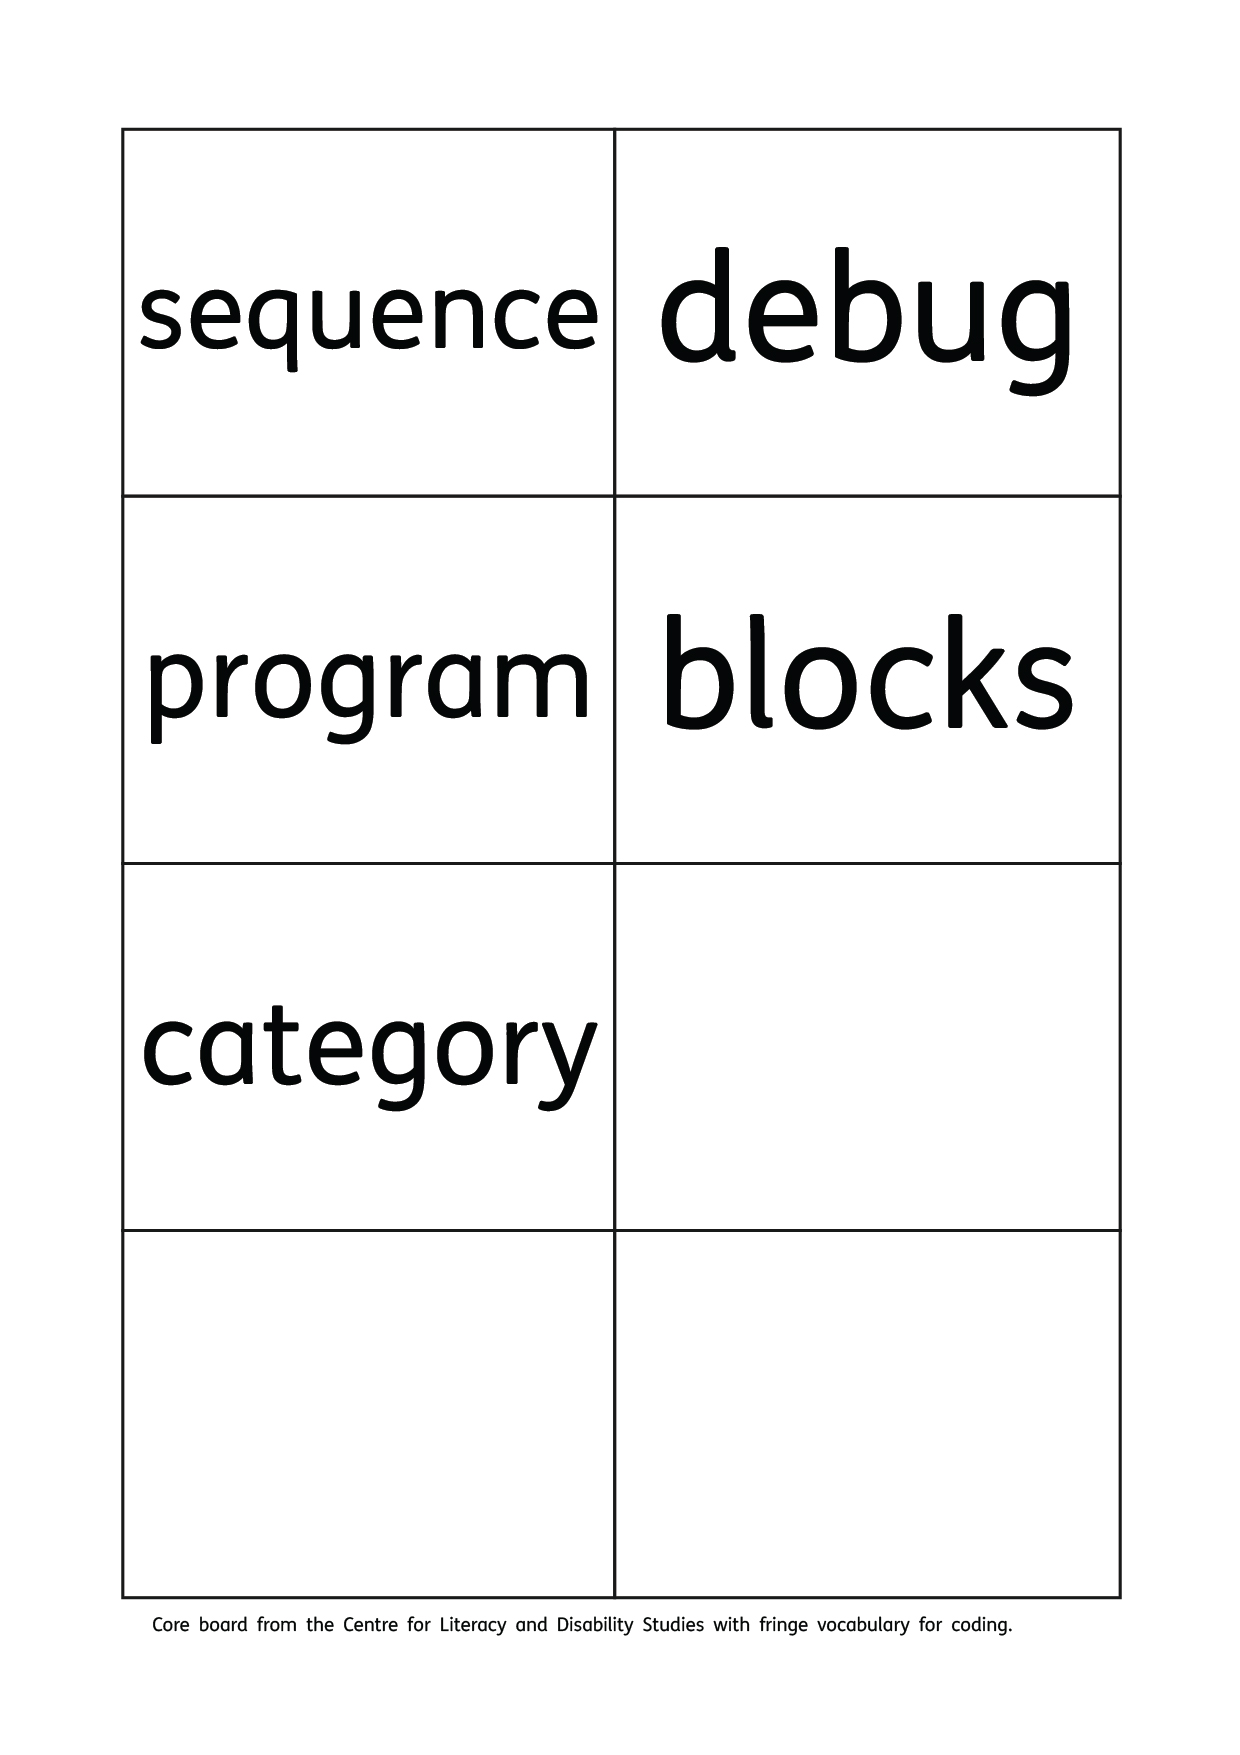 sequence
debug
program
blocks
category
Core board from the Centre for Literacy and Disability Studies with fringe vocabulary for coding.